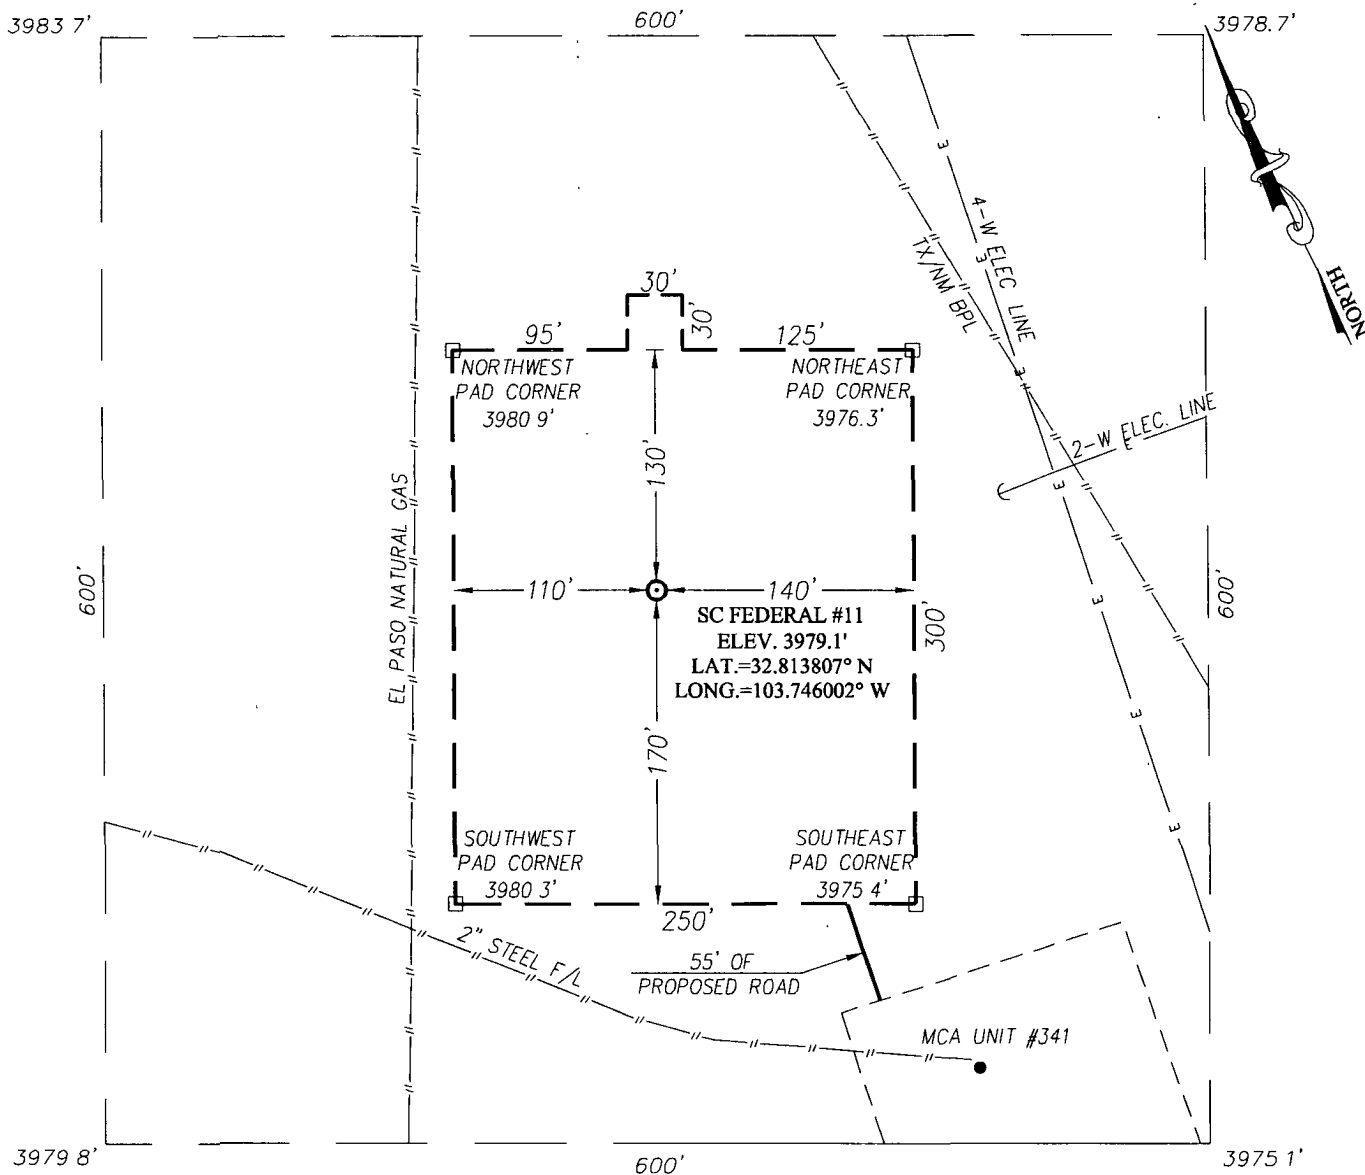 3983 7'
600'
3978.7'
NORTH
4-W ELEC LINE
TX/NM BPL
30'
30'
95'
125'
NORTHWEST
PAD CORNER
3980 9'
NORTHEAST
PAD CORNER
3976.3'
2-W ELEC. LINE
130'
EL PASO NATURAL GAS
600'
110'
140'
600'
SC FEDERAL #11
ELEV. 3979.1'
LAT.=32.813807° N
LONG.=103.746002° W
300'
170'
SOUTHWEST
PAD CORNER
3980 3'
SOUTHEAST
PAD CORNER
3975 4'
250'
2" STEEL F/L
55' OF
PROPOSED ROAD
MCA UNIT #341
3979 8'
600'
3975 1'